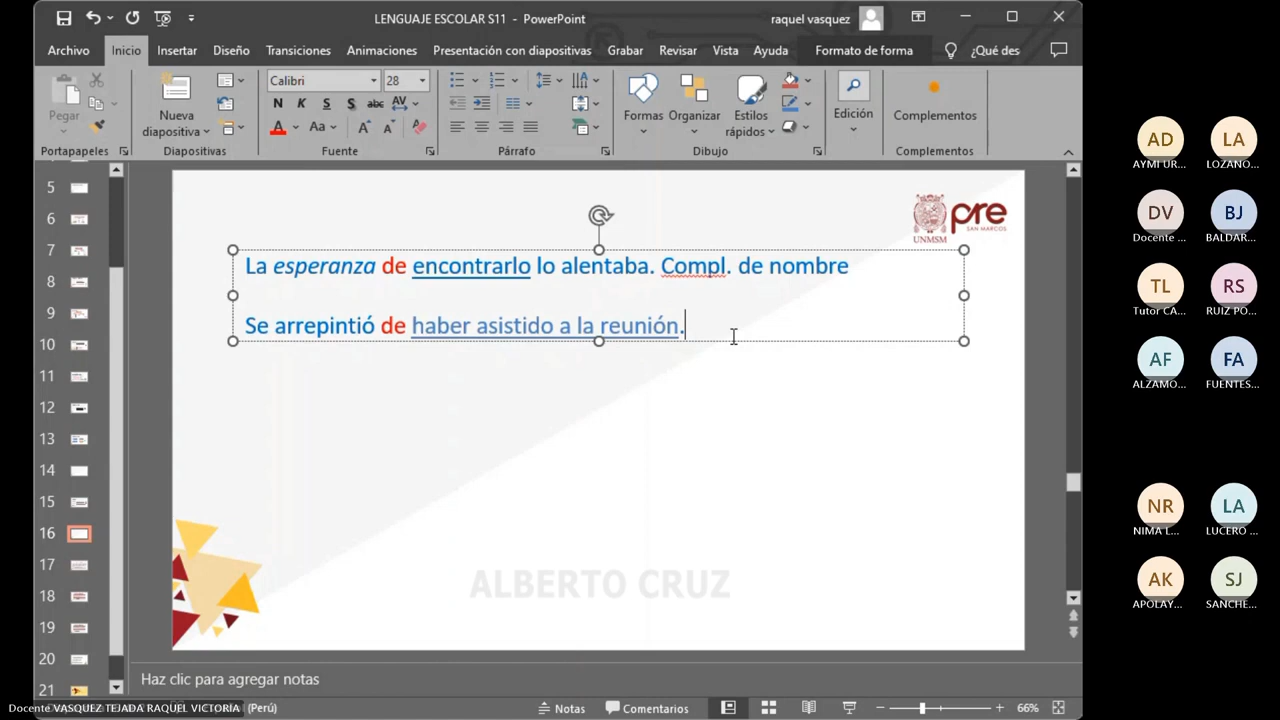 LENGUAJE ESCOLAR S11 - PowerPoint
raquel vasquez
Archivo Inicio Insertar Diseño Transiciones Animaciones Presentación con diapositivas Grabar Revisar Vista Ayuda Formato de forma ¿Qué des
Calibri 28
Pegar
Nueva diapositiva
N K S S abc AV
A Aa A A
Formas Organizar Estilos rápidos Edición Complementos
Portapapeles Diapositivas Fuente Párrafo Dibujo Complementos
5
6
7
8
9
10
11
12
13
14
15
16
17
18
19
20
21
UNMSM
pre
SAN MARCOS
La esperanza de encontrarlo lo alentaba. Compl. de nombre
Se arrepintió de haber asistido a la reunión.
ALBERTO CRUZ
Haz clic para agregar notas
Docente VASQUEZ TEJADA RAQUEL VICTORIA (Perú)
Notas Comentarios 66%
AD LA
AYMI UR... LOZANO...
DV BJ
Docente ... BALDAR...
TL RS
Tutor CA... RUIZ PO...
AF FA
ALZAMO... FUENTES...
NR LA
NIMA L... LUCERO ...
AK SJ
APOLAY... SANCHE...